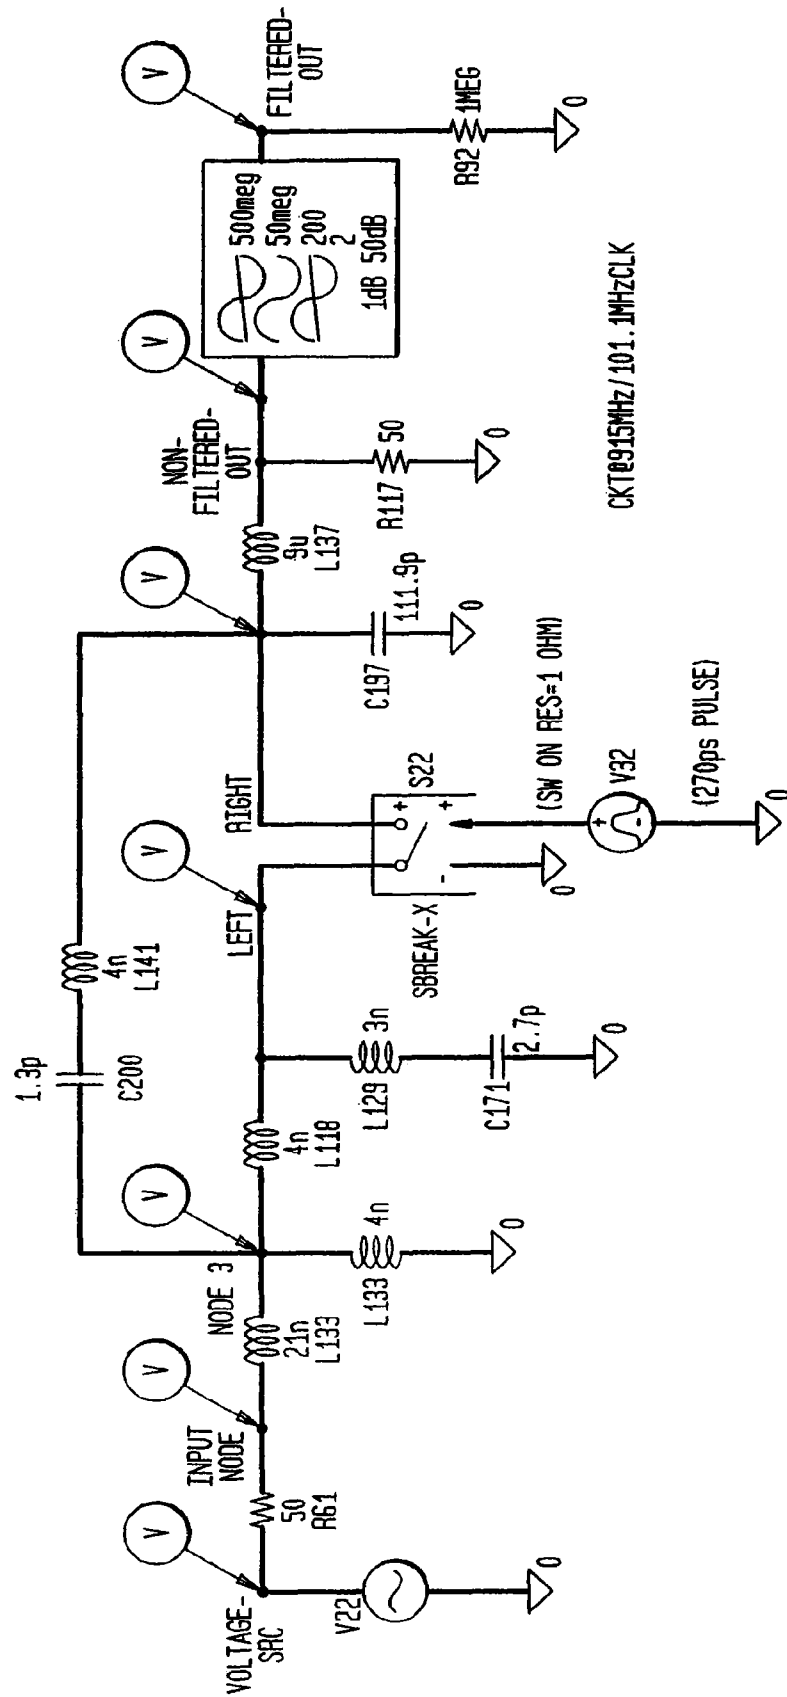 VOLTAGE-
SRC
V22
0
V
50
R61
INPUT
NODE
V
21n
L133
NODE 3
V
4n
L133
0
4n
L118
1.3p
C200
4n
L141
3n
L129
2.7p
C171
0
LEFT
V
RIGHT
SBREAK-X
S22
+
+
-
0
(SW ON RES=1 OHM)
+
-
V32
(270ps PULSE)
0
V
C197
111.9p
0
9u
L137
NON-
FILTERED-
OUT
V
R117
50
0
500meg
50meg
200
2
1dB 50dB
V
FILTERED-
OUT
R92
1MEG
0
CKT@915MHz/101.1MHzCLK